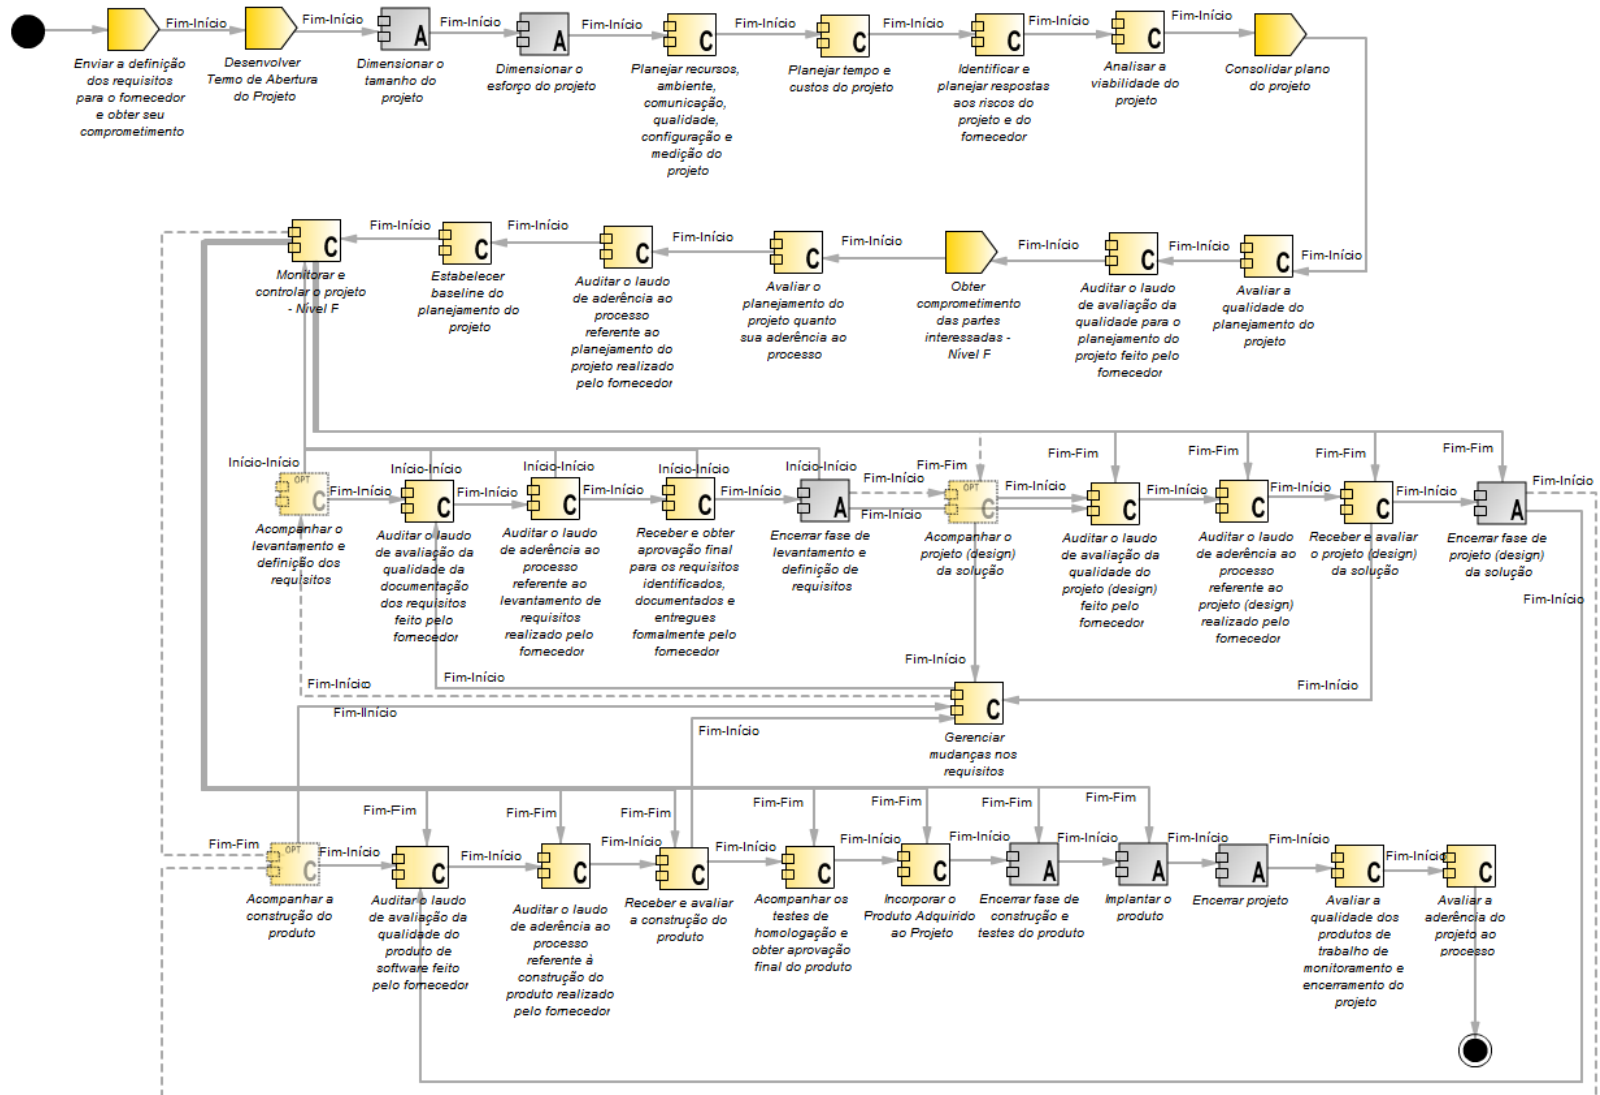 Fim-Início
Fim-Início
Fim-Início
Fim-Início
Fim-Início
Fim-Início
Fim-Início
Fim-Início
A
A
C
C
C
C
Enviar a definição
dos requisitos
para o fornecedor
e obter seu
comprometimento
Desenvolver
Termo de Abertura
do Projeto
Dimensionar o
tamanho do
projeto
Dimensionar o
esforço do projeto
Planejar recursos,
ambiente,
comunicação,
qualidade,
configuração e
medição do
projeto
Planejar tempo e
custos do projeto
Identificar e
planejar respostas
aos riscos do
projeto e do
fornecedor
Analisar a
viabilidade do
projeto
Consolidar plano
do projeto
Fim-Início
Fim-Início
Fim-Início
Fim-Início
Fim-Início
Fim-Início
Fim-Início
Fim-Início
C
C
C
C
C
C
Monitorar e
controlar o projeto
- Nível F
Estabelecer
baseline do
planejamento do
projeto
Auditar o laudo
de aderência ao
processo
referente ao
planejamento do
projeto realizado
pelo fornecedor
Avaliar o
planejamento do
projeto quanto
sua aderência ao
processo
Obter
comprometimento
das partes
interessadas -
Nível F
Auditar o laudo
de avaliação da
qualidade para o
planejamento do
projeto feito pelo
fornecedor
Avaliar a
qualidade do
planejamento do
projeto
Início-Início
Início-Início
Início-Início
Início-Início
Início-Início
Fim-Fim
Fim-Fim
Fim-Fim
Fim-Fim
Fim-Fim
Fim-Início
Fim-Início
Fim-Início
Fim-Início
Fim-Início
Fim-Início
Fim-Início
Fim-Início
Fim-Início
Fim-Início
Fim-Início
OPT
C
C
C
C
A
OPT
C
C
C
C
A
Acompanhar o
levantamento e
definição dos
requisitos
Auditar o laudo
de avaliação da
qualidade da
documentação
dos requisitos
feito pelo
fornecedor
Auditar o laudo
de aderência ao
processo
referente ao
levantamento de
requisitos
realizado pelo
fornecedor
Receber e obter
aprovação final
para os requisitos
identificados,
documentados e
entregues
formalmente pelo
fornecedor
Encerrar fase de
levantamento e
definição de
requisitos
Acompanhar o
projeto (design)
da solução
Auditar o laudo
de avaliação da
qualidade do
projeto (design)
feito pelo
fornecedor
Auditar o laudo
de aderência ao
processo
referente ao
projeto (design)
realizado pelo
fornecedor
Receber e avaliar
o projeto (design)
da solução
Encerrar fase de
projeto (design)
da solução
Fim-Início
Fim-Início
Fim-Início
Fim-Início
Fim-Início
Fim-Início
C
Gerenciar
mudanças nos
requisitos
Fim-Fim
Fim-Fim
Fim-Fim
Fim-Fim
Fim-Fim
Fim-Fim
Fim-Fim
Fim-Fim
Fim-Início
Fim-Início
Fim-Início
Fim-Início
Fim-Início
Fim-Início
Fim-Início
Fim-Início
Fim-Início
Fim-Início
OPT
C
C
C
C
C
C
A
A
A
C
C
Acompanhar a
construção do
produto
Auditar o laudo
de avaliação da
qualidade do
produto de
software feito
pelo fornecedor
Auditar o laudo
de aderência ao
processo
referente à
construção do
produto realizado
pelo fornecedor
Receber e avaliar
a construção do
produto
Acompanhar os
testes de
homologação e
obter aprovação
final do produto
Incorporar o
Produto Adquirido
ao Projeto
Encerrar fase de
construção e
testes do produto
Implantar o
produto
Encerrar projeto
Avaliar a
qualidade dos
produtos de
trabalho de
monitoramento e
encerramento do
projeto
Avaliar a
aderência do
projeto ao
processo